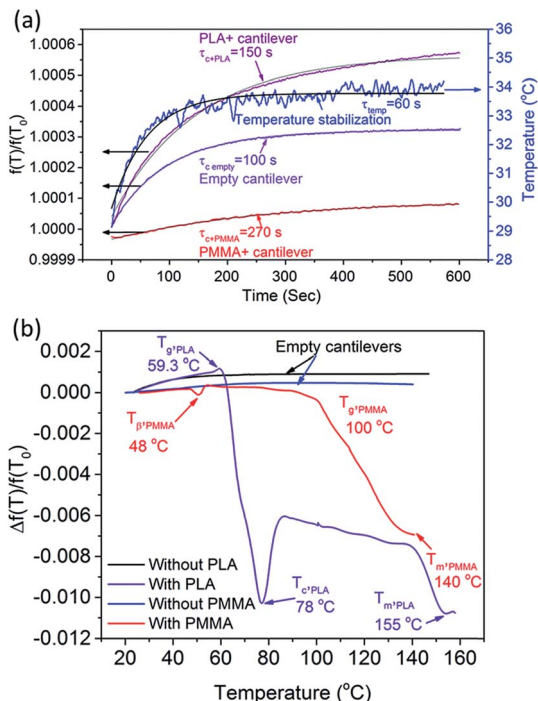 (a)
1.0006
1.0005
1.0004
1.0003
1.0002
1.0001
1.0000
0.9999
f(T)/f(T₀)
PLA+ cantilever
τc+PLA=150 s
τtemp=60 s
Temperature stabilization
τc empty=100 s
Empty cantilever
τc+PMMA=270 s
PMMA+ cantilever
36
35
34
33
32
31
30
29
28
Temperature (°C)
0 100 200 300 400 500 600
Time (Sec)
(b)
0.002
0.000
-0.002
-0.004
-0.006
-0.008
-0.010
-0.012
Δf(T)/f(T₀)
Tg,PLA
59.3 °C
Empty cantilevers
Tβ,PMMA
48 °C
Tg,PMMA
100 °C
Tm,PMMA
140 °C
Without PLA
With PLA
Without PMMA
With PMMA
Tc,PLA
78 °C
Tm,PLA
155 °C
20 40 60 80 100 120 140 160
Temperature (°C)